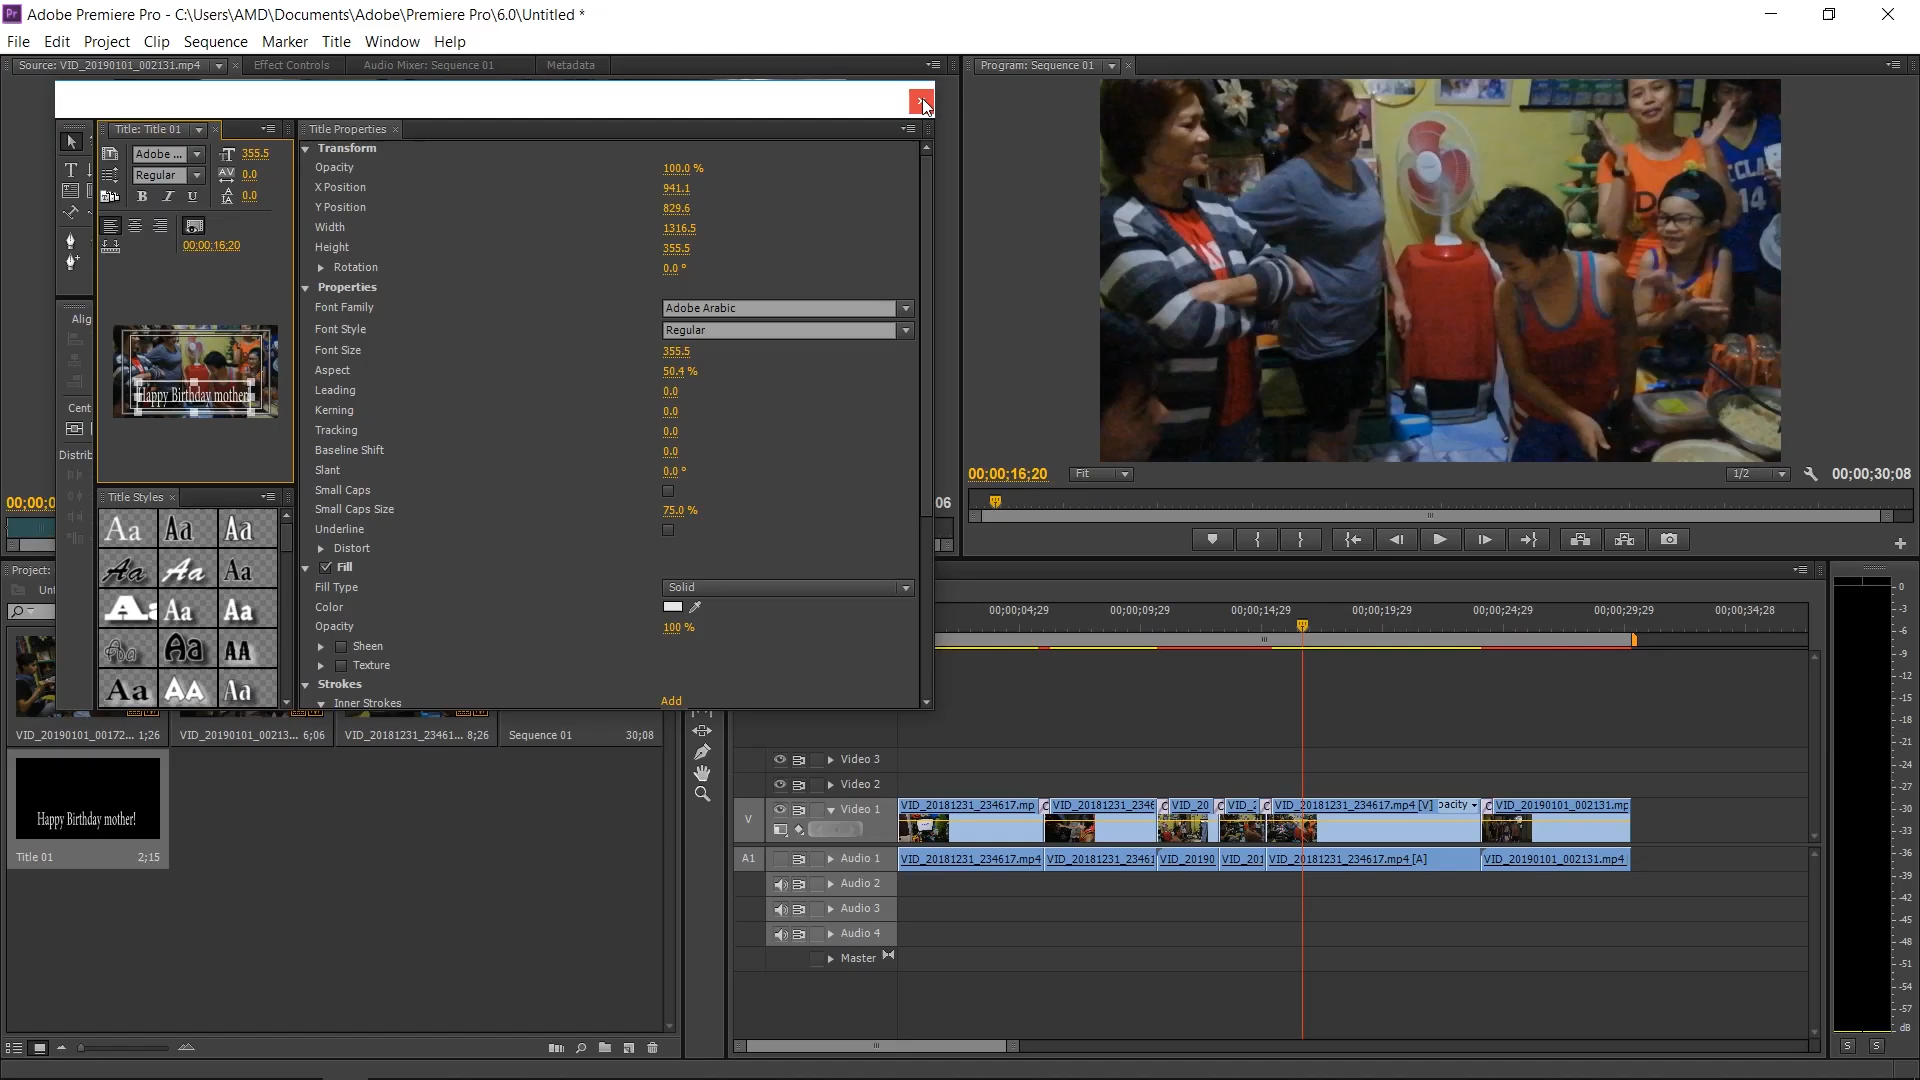 Adobe Premiere Pro - C:\Users\AMD\Documents\Adobe\Premiere Pro\6.0\Untitled *
File Edit Project Clip Sequence Marker Title Window Help
Source: VID_20190101_002131.mp4 Effect Controls Audio Mixer: Sequence 01 Metadata
Program: Sequence 01
Title: Title 01
Adobe ... 355.5
Regular 0.0
B I U 0.0
00;00;16;20
Happy Birthday mother!
Title Properties
Transform
Opacity 100.0 %
X Position 941.1
Y Position 829.6
Width 1316.5
Height 355.5
Rotation 0.0 °
Properties
Font Family Adobe Arabic
Font Style Regular
Font Size 355.5
Aspect 50.4 %
Leading 0.0
Kerning 0.0
Tracking 0.0
Baseline Shift 0.0
Slant 0.0 °
Small Caps
Small Caps Size 75.0 %
Underline
Distort
Fill
Fill Type Solid
Color
Opacity 100 %
Sheen
Texture
Strokes
Inner Strokes Add
Title Styles
Aa Aa Aa
Aa Aa Aa
Aa Aa Aa
Aa Aa AA
Aa AA Aa
00;00;16;20 Fit 1/2 00;00;30;08
Project:
VID_20190101_00172... 1;26 VID_20190101_00213... 6;06 VID_20181231_23461... 8;26 Sequence 01 30;08
Happy Birthday mother!
Title 01 2;15
00;00;04;29 00;00;09;29 00;00;14;29 00;00;19;29 00;00;24;29 00;00;29;29 00;00;34;28
Video 3
Video 2
V Video 1 VID_20181231_234617.mp VID_20181231_2346 VID_20 VID_2 VID_20181231_234617.mp4 [V] pacity VID_20190101_002131.mp
A1 Audio 1 VID_20181231_234617.mp4 VID_20181231_23461 VID_20190 VID_201 VID_20181231_234617.mp4 [A] VID_20190101_002131.mp4
Audio 2
Audio 3
Audio 4
Master
0
-3
-6
-9
-12
-15
-18
-21
-24
-27
-30
-33
-36
-39
-42
-45
-48
-51
-54
-57
dB
S S